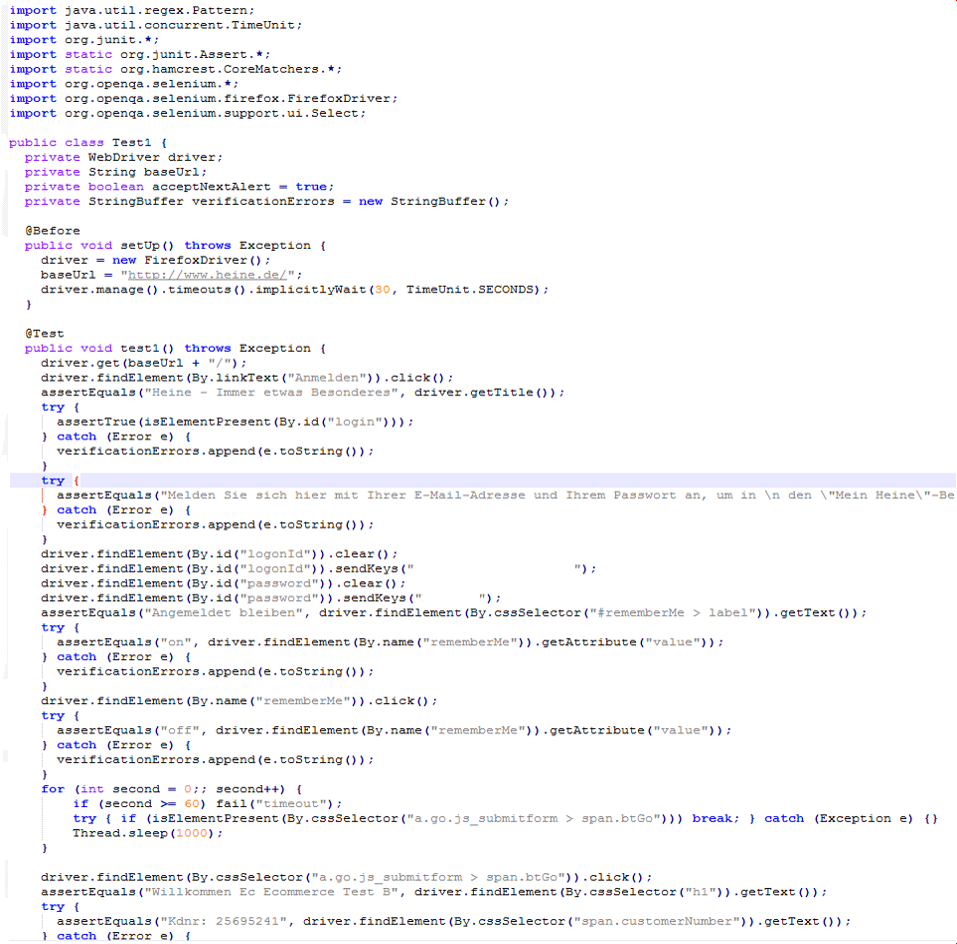 import java.util.regex.Pattern;
import java.util.concurrent.TimeUnit;
import org.junit.*;
import static org.junit.Assert.*;
import static org.hamcrest.CoreMatchers.*;
import org.openqa.selenium.*;
import org.openqa.selenium.firefox.FirefoxDriver;
import org.openqa.selenium.support.ui.Select;

public class Test1 {
  private WebDriver driver;
  private String baseUrl;
  private boolean acceptNextAlert = true;
  private StringBuffer verificationErrors = new StringBuffer();

  @Before
  public void setUp() throws Exception {
    driver = new FirefoxDriver();
    baseUrl = "http://www.heine.de/";
    driver.manage().timeouts().implicitlyWait(30, TimeUnit.SECONDS);
  }

  @Test
  public void test1() throws Exception {
    driver.get(baseUrl + "/");
    driver.findElement(By.linkText("Anmelden")).click();
    assertEquals("Heine - Immer etwas Besonderes", driver.getTitle());
    try {
      assertTrue(isElementPresent(By.id("login")));
    } catch (Error e) {
      verificationErrors.append(e.toString());
    }
    try {
      assertEquals("Melden Sie sich hier mit Ihrer E-Mail-Adresse und Ihrem Passwort an, um in \n den \"Mein Heine\"-Be
    } catch (Error e) {
      verificationErrors.append(e.toString());
    }
    driver.findElement(By.id("logonId")).clear();
    driver.findElement(By.id("logonId")).sendKeys("                    ");
    driver.findElement(By.id("password")).clear();
    driver.findElement(By.id("password")).sendKeys("       ");
    assertEquals("Angemeldet bleiben", driver.findElement(By.cssSelector("#rememberMe > label")).getText());
    try {
      assertEquals("on", driver.findElement(By.name("rememberMe")).getAttribute("value"));
    } catch (Error e) {
      verificationErrors.append(e.toString());
    }
    driver.findElement(By.name("rememberMe")).click();
    try {
      assertEquals("off", driver.findElement(By.name("rememberMe")).getAttribute("value"));
    } catch (Error e) {
      verificationErrors.append(e.toString());
    }
    for (int second = 0;; second++) {
        if (second >= 60) fail("timeout");
        try { if (isElementPresent(By.cssSelector("a.go.js_submitform > span.btGo"))) break; } catch (Exception e) {}
        Thread.sleep(1000);
    }

    driver.findElement(By.cssSelector("a.go.js_submitform > span.btGo")).click();
    assertEquals("Willkommen Ec Ecommerce Test B", driver.findElement(By.cssSelector("h1")).getText());
    try {
      assertEquals("Kdnr: 25695241", driver.findElement(By.cssSelector("span.customerNumber")).getText());
    } catch (Error e) {